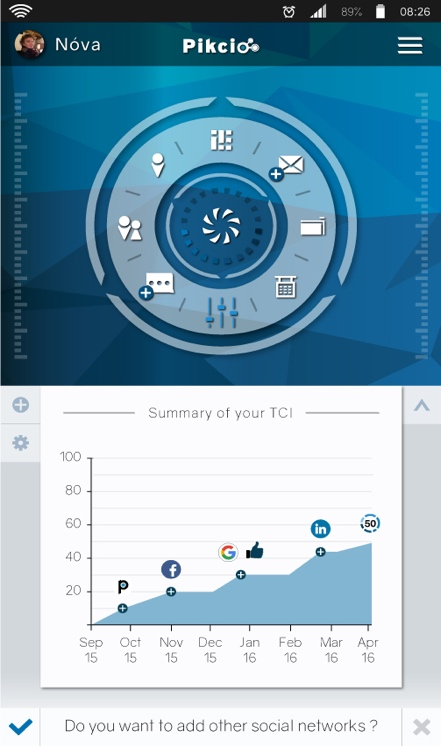 89% 08:26
Nóva Pikcio
Summary of your TCI
100
80
60
40
20
in 50
Sep Oct Nov Dec Jan Feb Mar Apr
15 15 15 15 16 16 16 16
Do you want to add other social networks ?